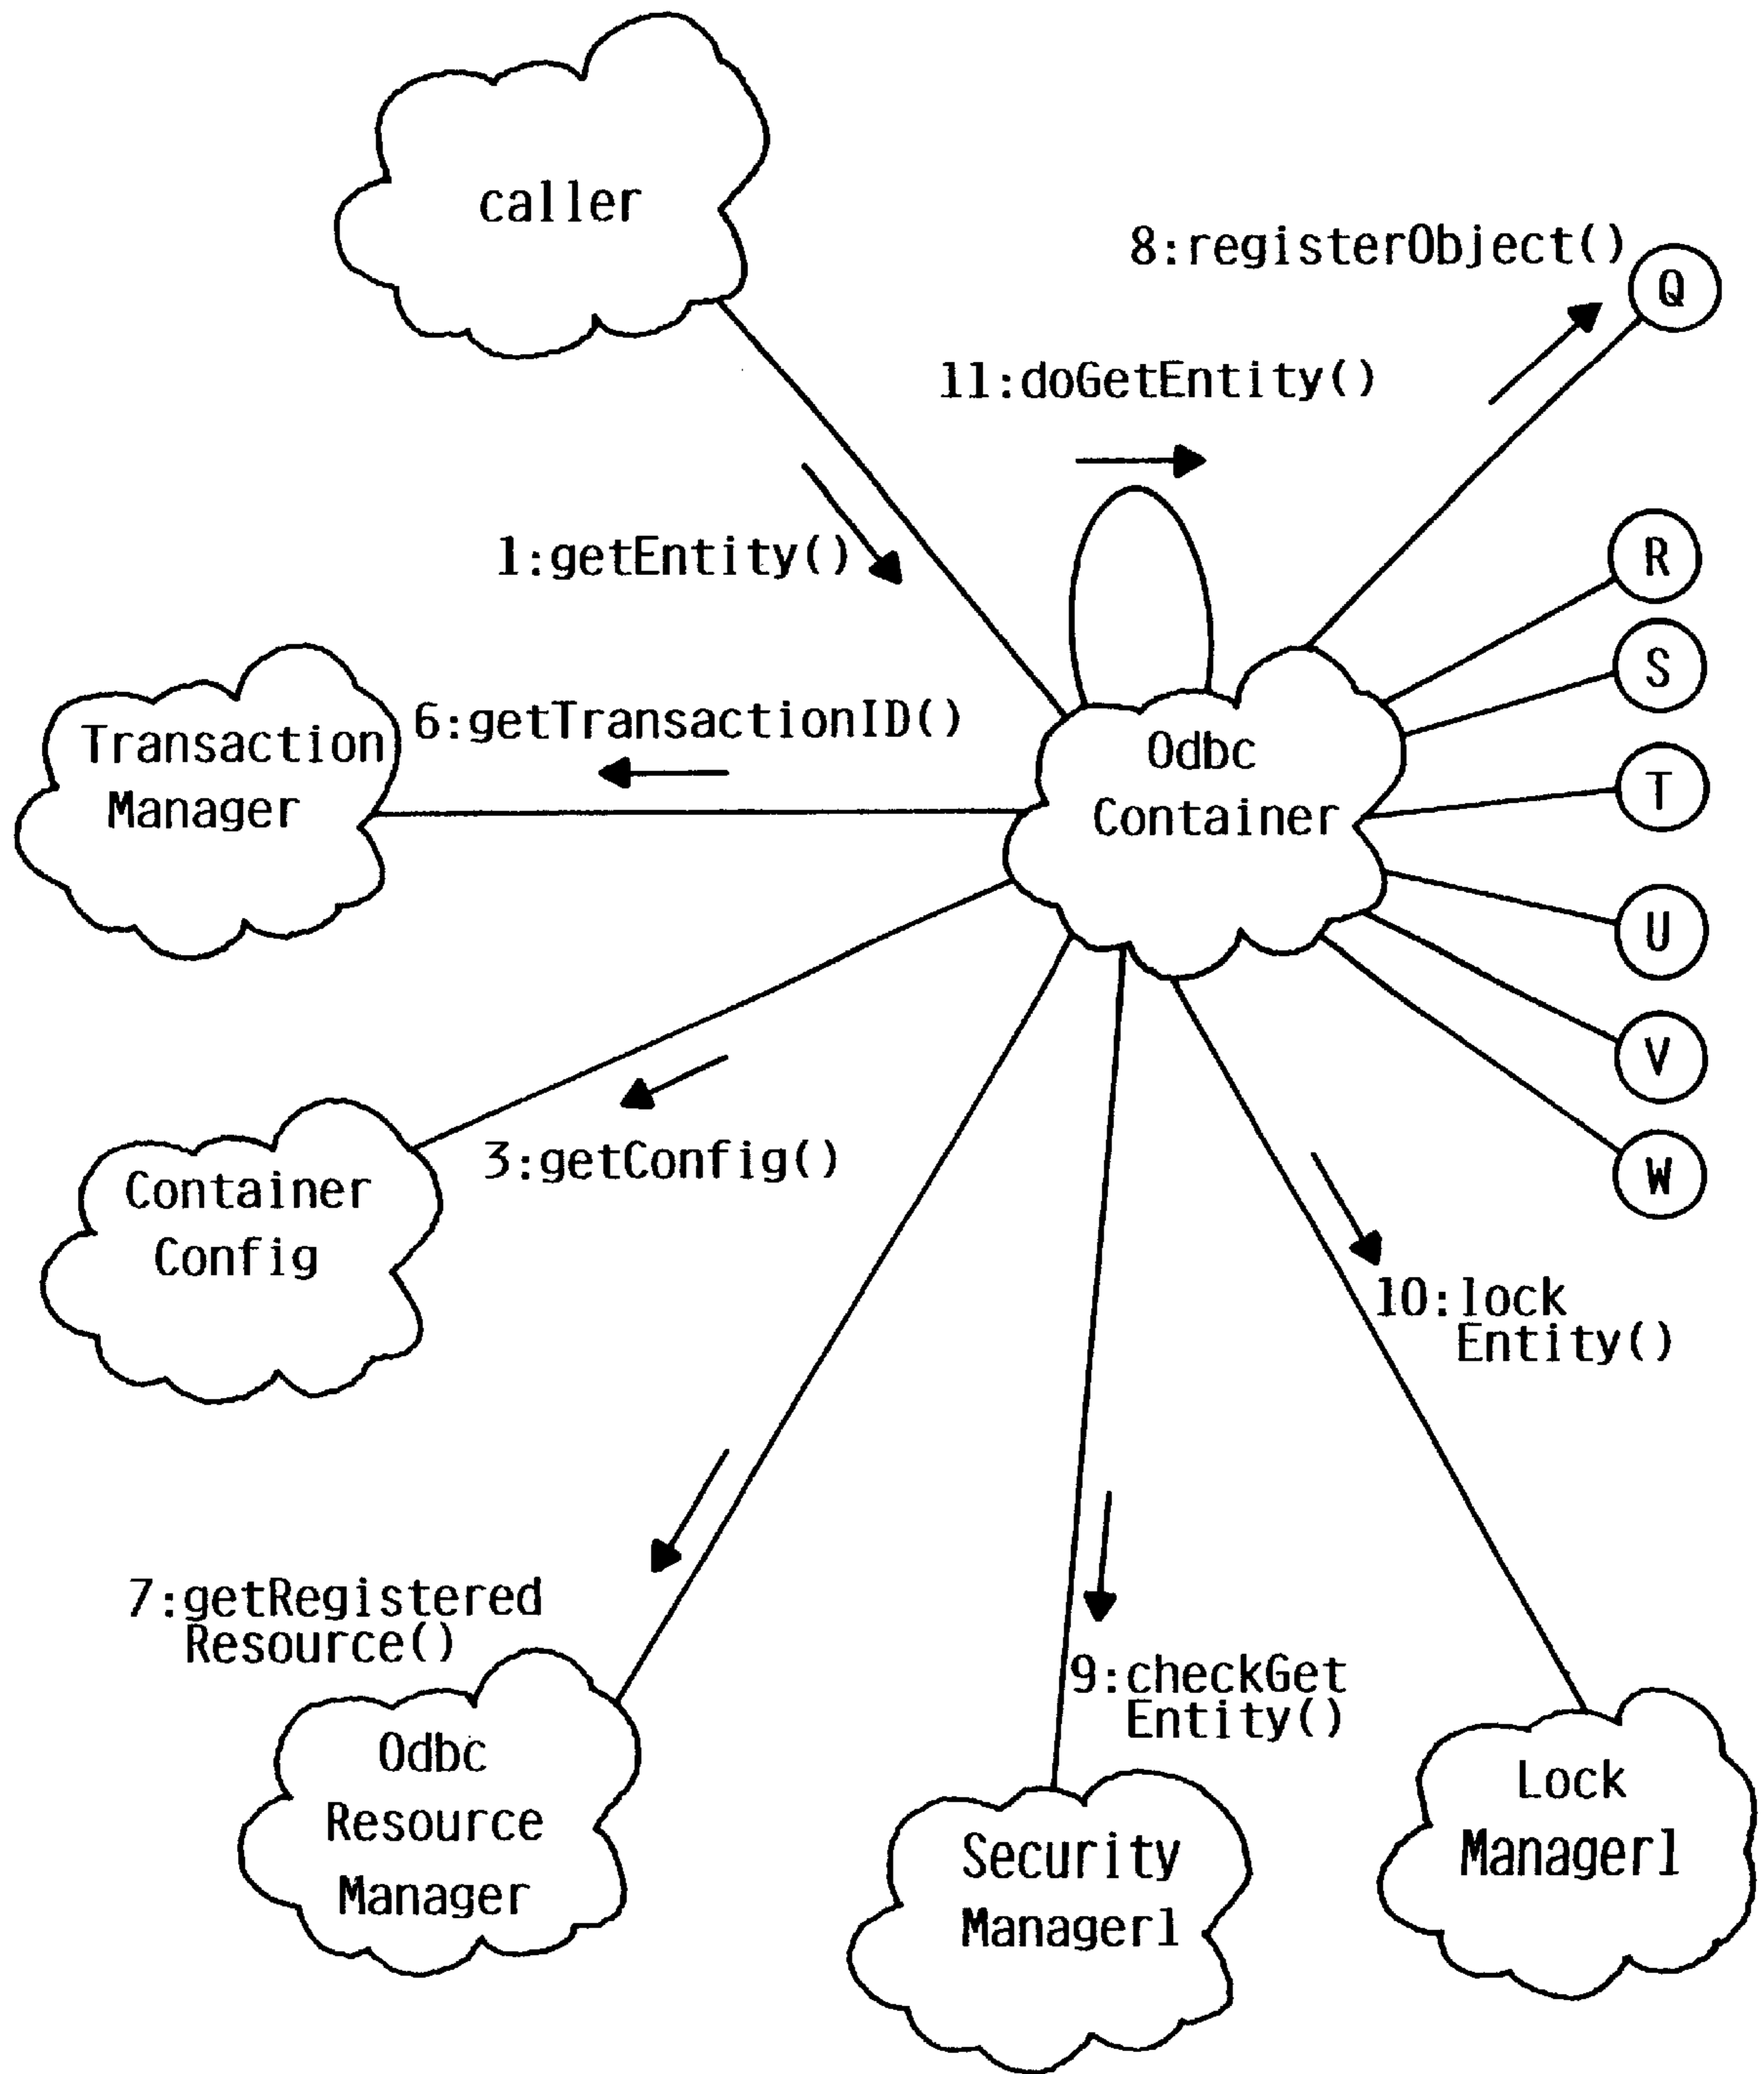 caller
8:registerObject()
Q
11:doGetEntity()
1:getEntity()
R
S
6:getTransactionID()
Transaction
Manager
Odbc
Container
T
U
V
W
3:getConfig()
Container
Config
10:lock
Entity()
7:getRegistered
Resource()
9:checkGet
Entity()
Odbc
Resource
Manager
Security
Manager1
Lock
Manager1